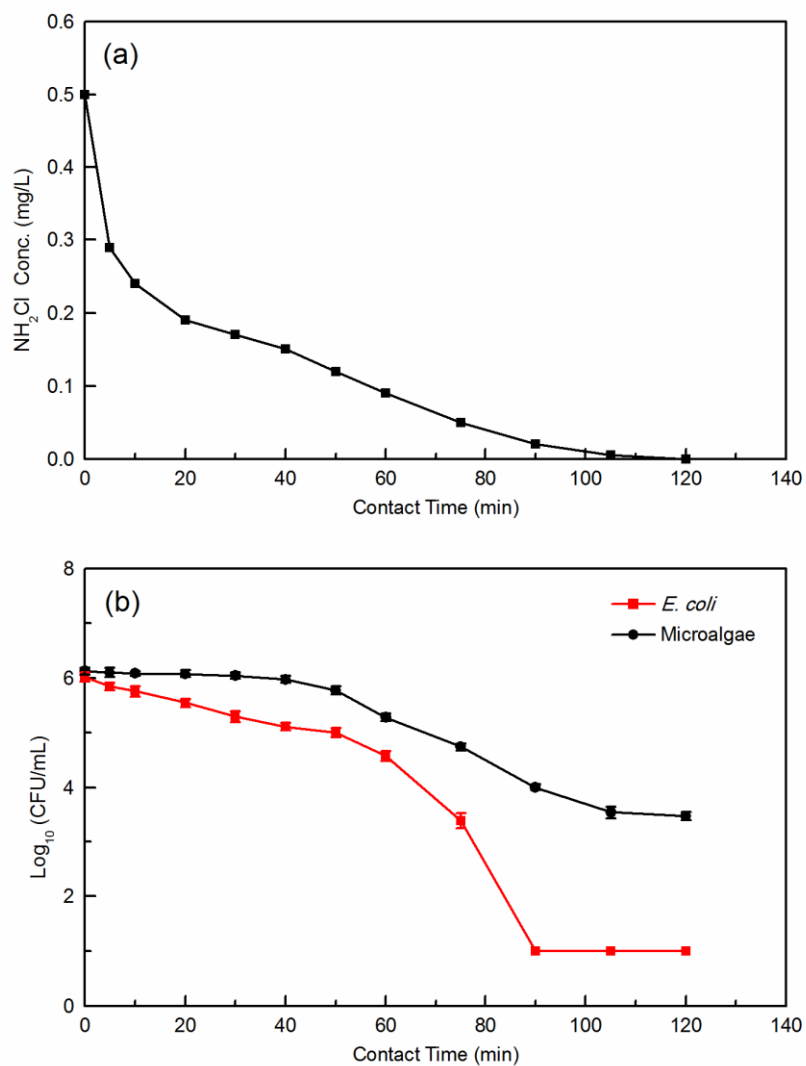 (a)
NH₂Cl Conc. (mg/L)
0.6
0.5
0.4
0.3
0.2
0.1
0.0
0 20 40 60 80 100 120 140
Contact Time (min)
(b)
E. coli
Microalgae
Log₁₀ (CFU/mL)
8
6
4
2
0
0 20 40 60 80 100 120 140
Contact Time (min)